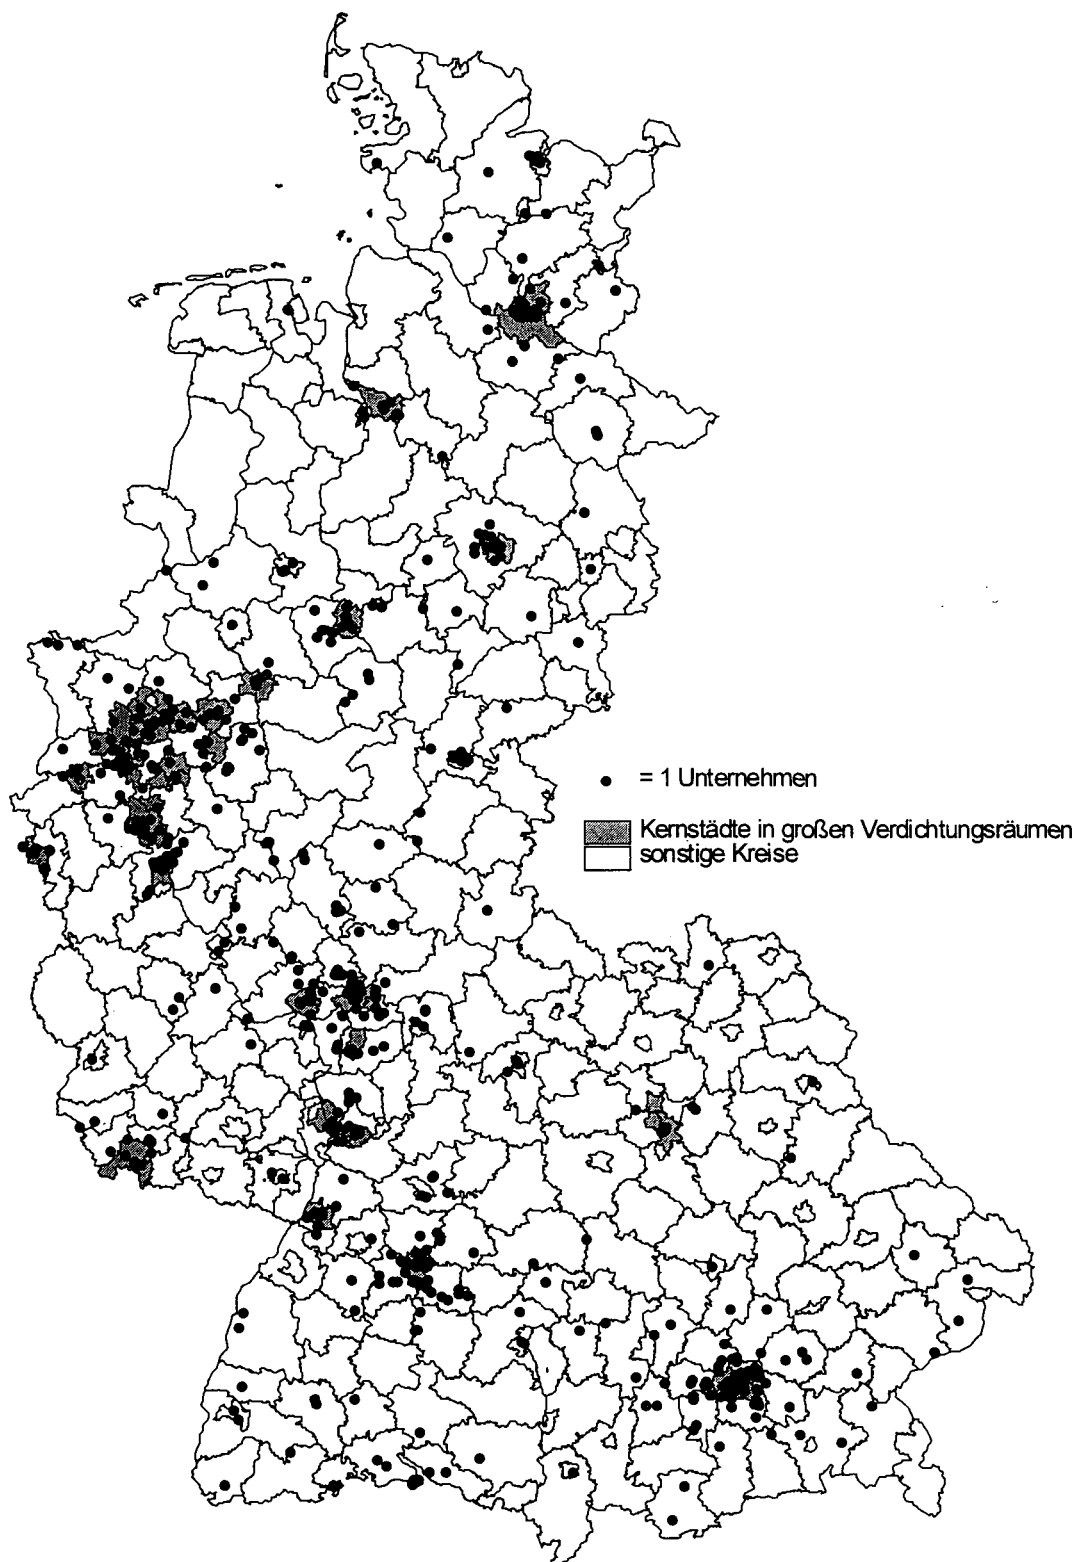 = 1 Unternehmen
Kernstädte in großen Verdichtungsräumen
sonstige Kreise